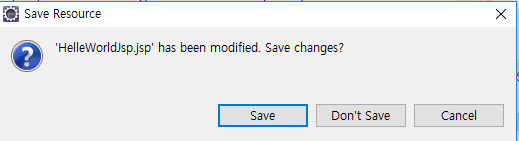 Save Resource
'HelleWorldJsp.jsp' has been modified. Save changes?
Save
Don't Save
Cancel